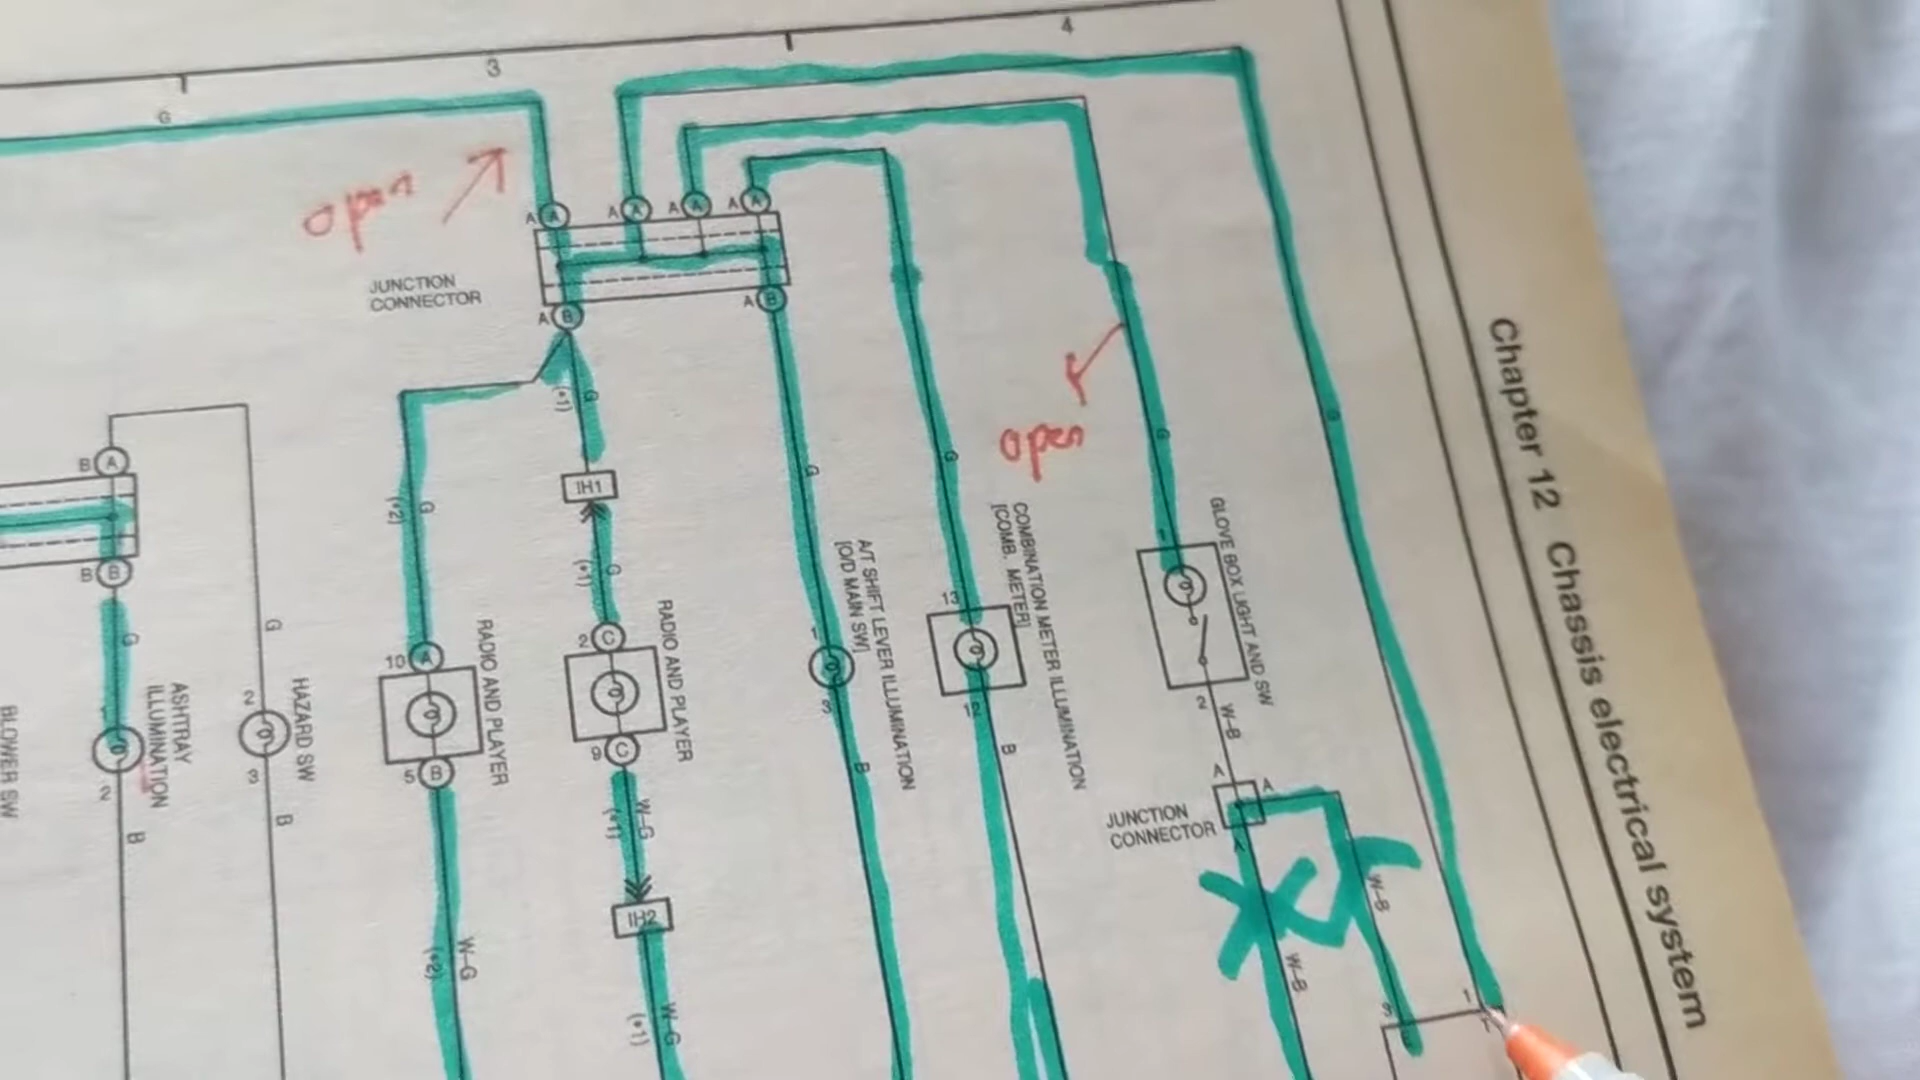 3
4
G
open
A A
A A
A A
A A
JUNCTION
CONNECTOR
A B
A B
(*1)
G
IH1
(*2)
G
(*1)
G
G
G
G
G
open
B A
B B
G
G
2
3
HAZARD SW
B
ASHTRAY
ILLUMINATION
2
B
BLOWER SW
10 A
RADIO AND PLAYER
5 B
W-G
(*2)
2 C
RADIO AND PLAYER
9 C
W-G
(*1)
IH2
W-G
(*1)
1
A/T SHIFT LEVER ILLUMINATION
[O/D MAIN SW]
3
B
13
COMBINATION METER ILLUMINATION
[COMB. METER]
12
B
1
GLOVE BOX LIGHT AND SW
2
W-B
A
A
JUNCTION
CONNECTOR
A
W-B
W-B
3
1
Chapter 12 Chassis electrical system